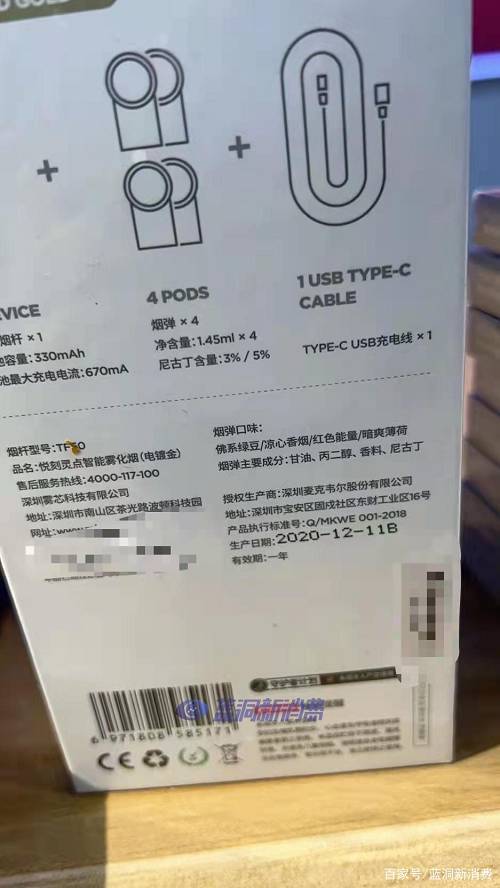 D GOLD
+
+
VICE
烟杆 × 1
池容量: 330mAh
池最大充电电流: 670mA
4 PODS
烟弹 × 4
净含量: 1.45ml × 4
尼古丁含量: 3% / 5%
1 USB TYPE-C
CABLE
TYPE-C USB充电线 × 1
烟杆型号: TF50
品名: 悦刻灵点智能雾化烟 (电镀金)
售后服务热线: 4000-117-100
深圳雾芯科技有限公司
地址: 深圳市南山区茶光路波顿科技园
网址:
烟弹口味:
佛系绿豆/凉心香烟/红色能量/暗爽薄荷
烟弹主要成分: 甘油、丙二醇、香料、尼古丁
授权生产商: 深圳麦克韦尔股份有限公司
地址: 深圳市宝安区固戍社区东财工业区16号
产品执行标准号: Q/MKWE 001-2018
生产日期: 2020-12-11B
有效期: 一年
守护者计划
蓝洞新消费
6 971808 585171
CE
百家号/蓝洞新消费